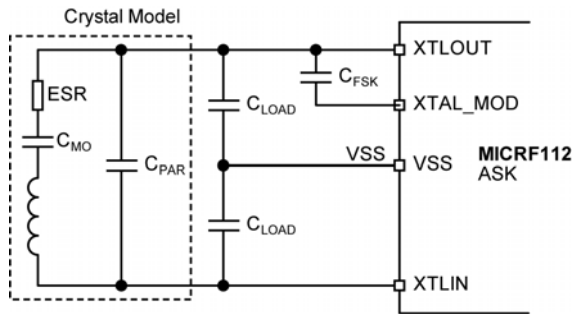 Crystal Model
ESR
C_MO
C_PAR
C_LOAD
C_LOAD
C_FSK
VSS
XTLOUT
XTAL_MOD
VSS
MICRF112
ASK
XTLIN